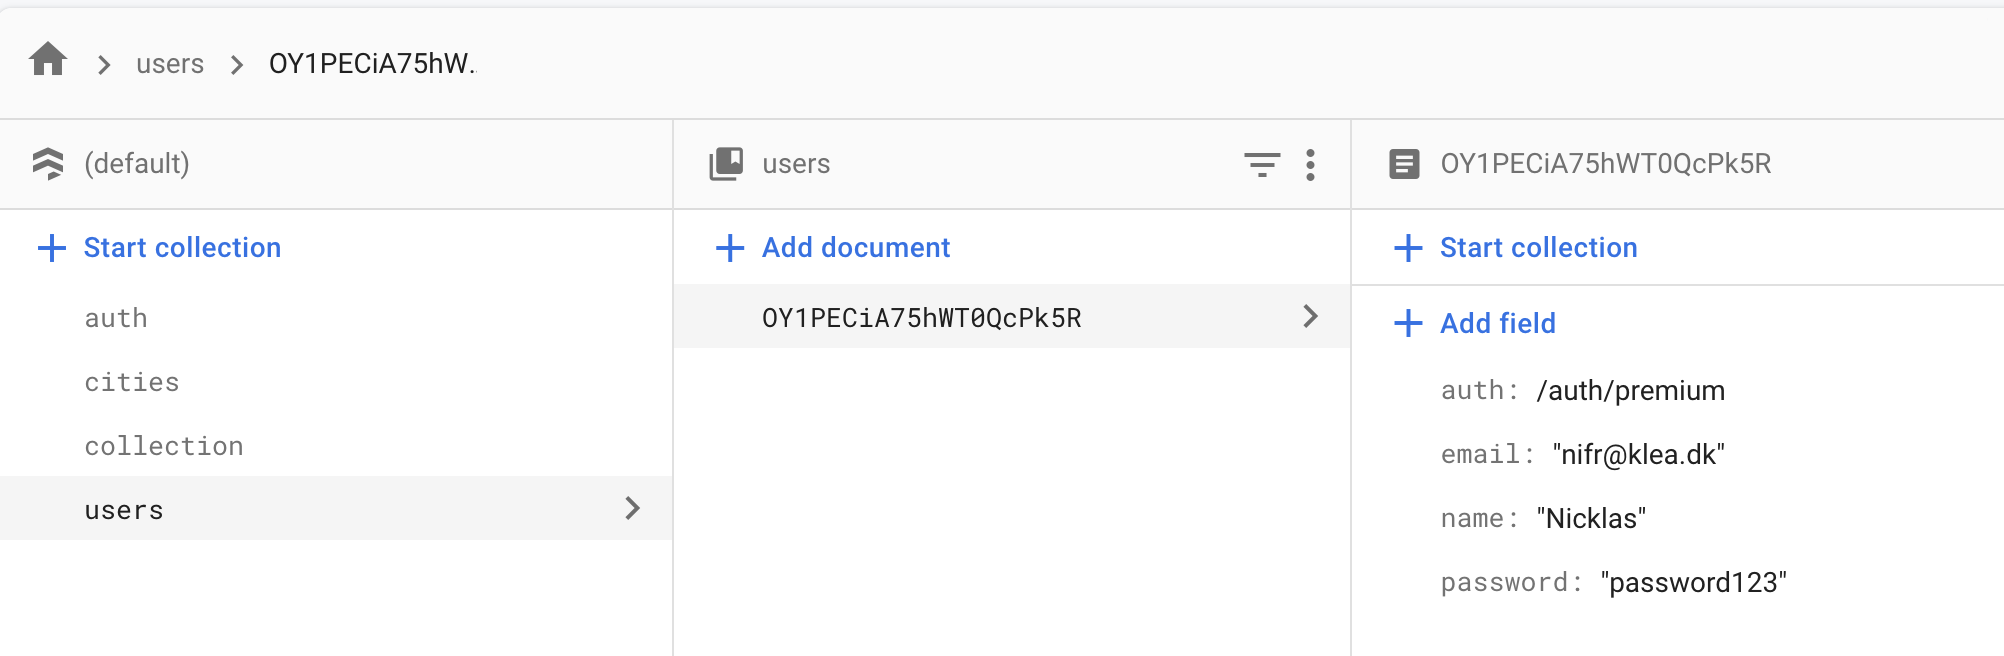 users OY1PECiA75hW.
(default)
Start collection
auth
cities
collection
users
users
Add document
OY1PECiA75hWT0QcPk5R
OY1PECiA75hWT0QcPk5R
Start collection
Add field
auth: /auth/premium
email: "nifr@klea.dk"
name: "Nicklas"
password: "password123"